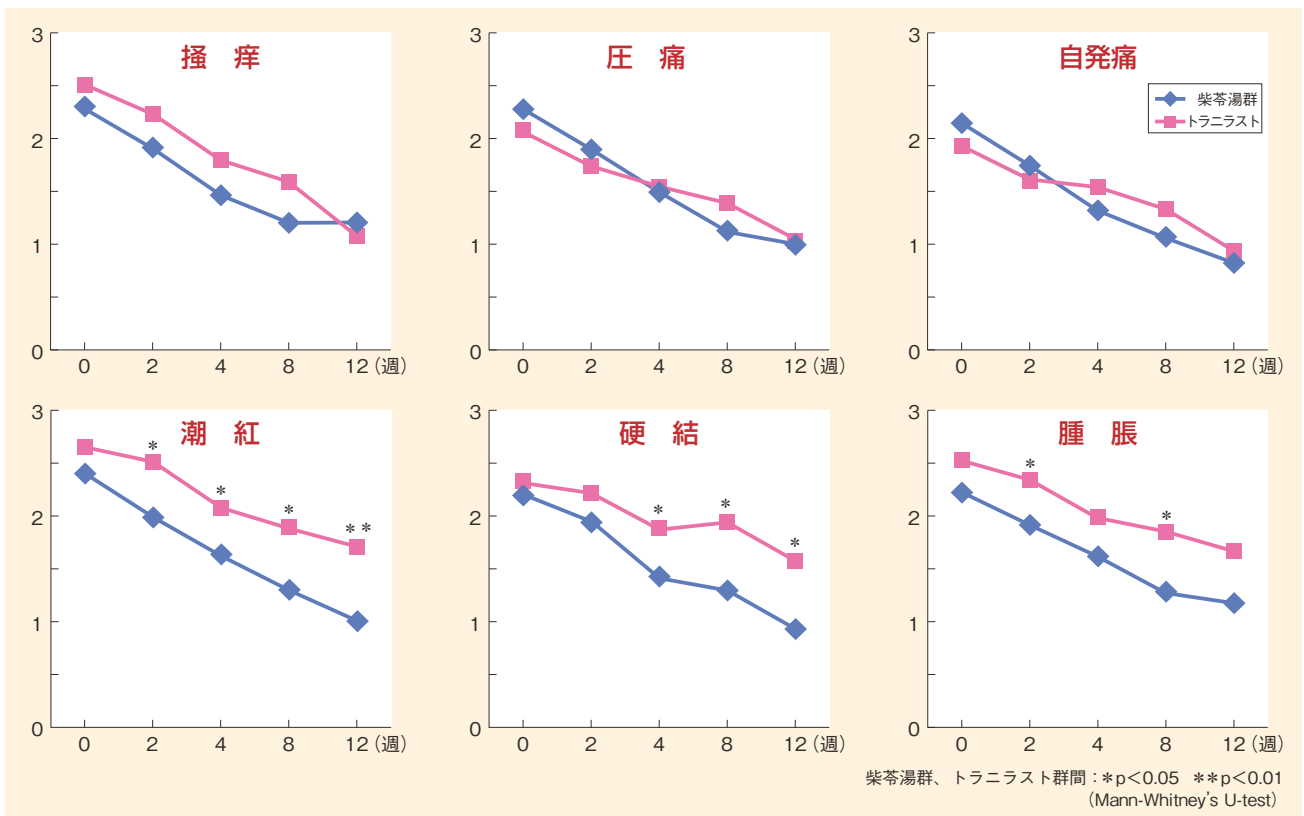 掻 痒
3
2
1
0
0 2 4 8 12（週）
圧 痛
3
2
1
0
0 2 4 8 12（週）
自発痛
柴苓湯群
トラニラスト
3
2
1
0
0 2 4 8 12（週）
潮 紅
3
2
1
0
* * * **
0 2 4 8 12（週）
硬 結
3
2
1
0
* * *
0 2 4 8 12（週）
腫 脹
3
2
1
0
* *
0 2 4 8 12（週）
柴苓湯群、トラニラスト群間：*p＜0.05 **p＜0.01
（Mann-Whitney's U-test）